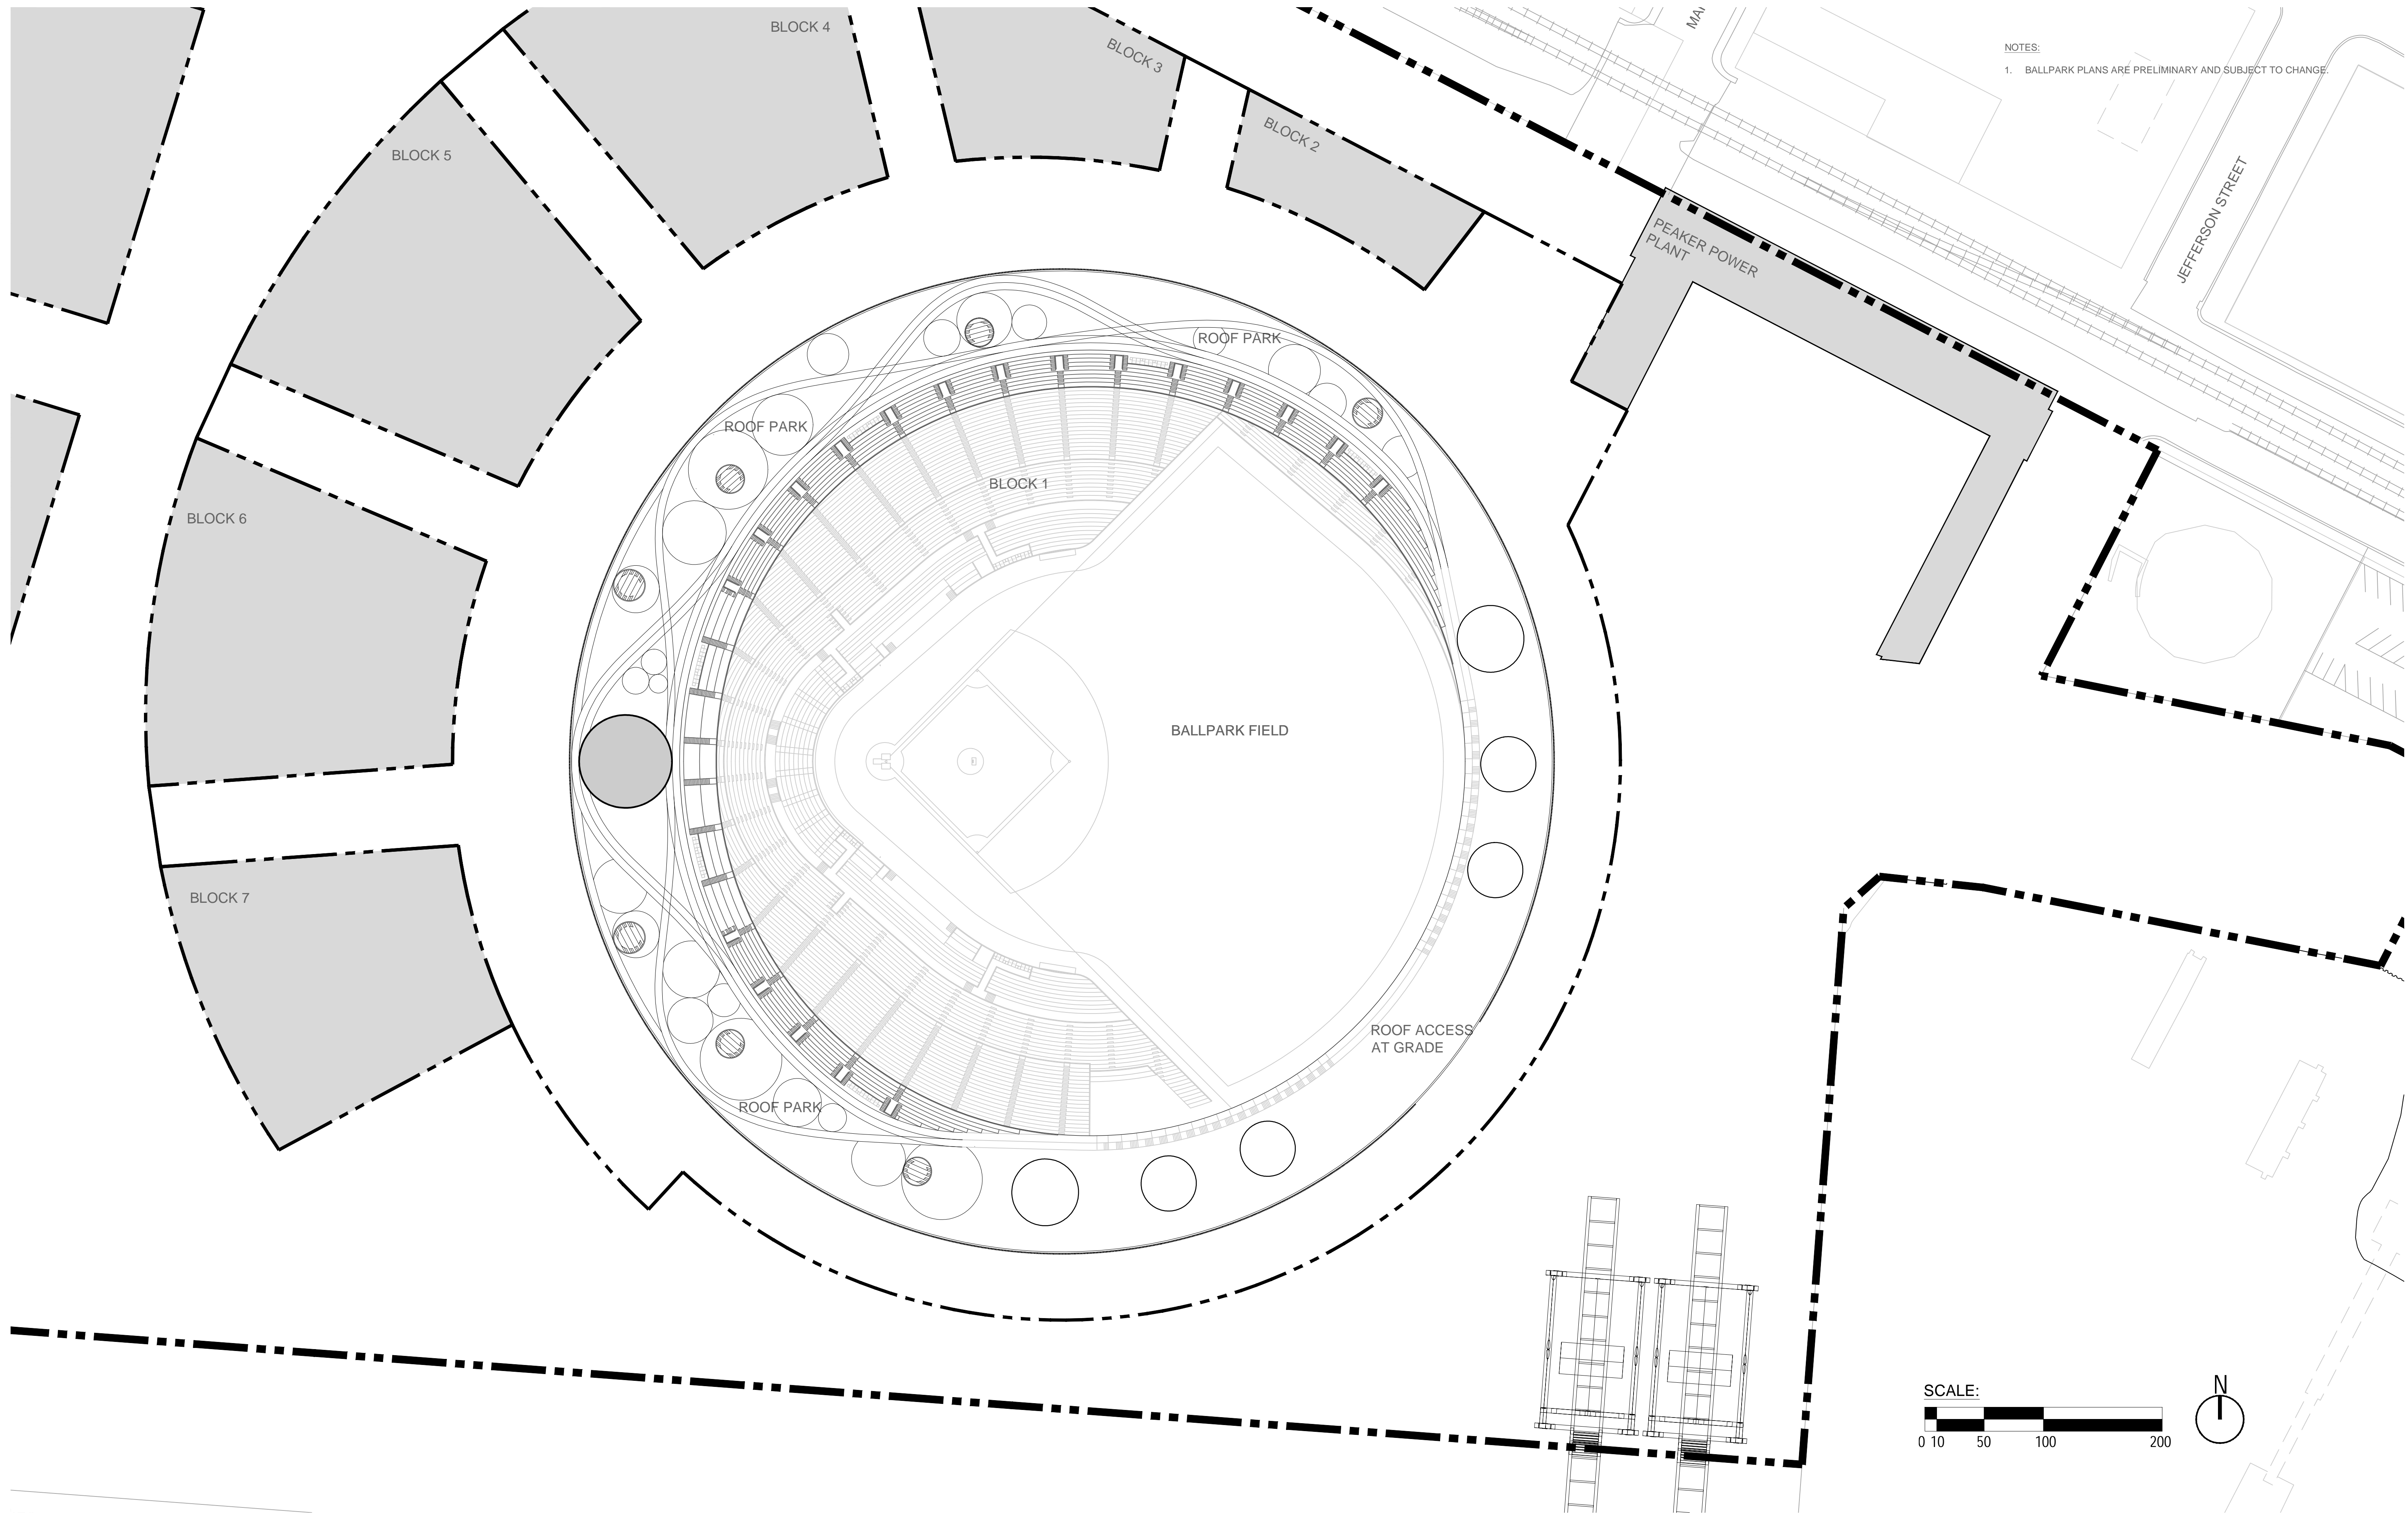 BLOCK 4
BLOCK 3
NOTES:
1. BALLPARK PLANS ARE PRELIMINARY AND SUBJECT TO CHANGE.
BLOCK 2
BLOCK 5
JEFFERSON STREET
PEAKER POWER
PLANT
ROOF PARK
ROOF PARK
BLOCK 1
BLOCK 6
BALLPARK FIELD
BLOCK 7
ROOF ACCESS
AT GRADE
ROOF PARK
N
SCALE:
0 10 50 100 200